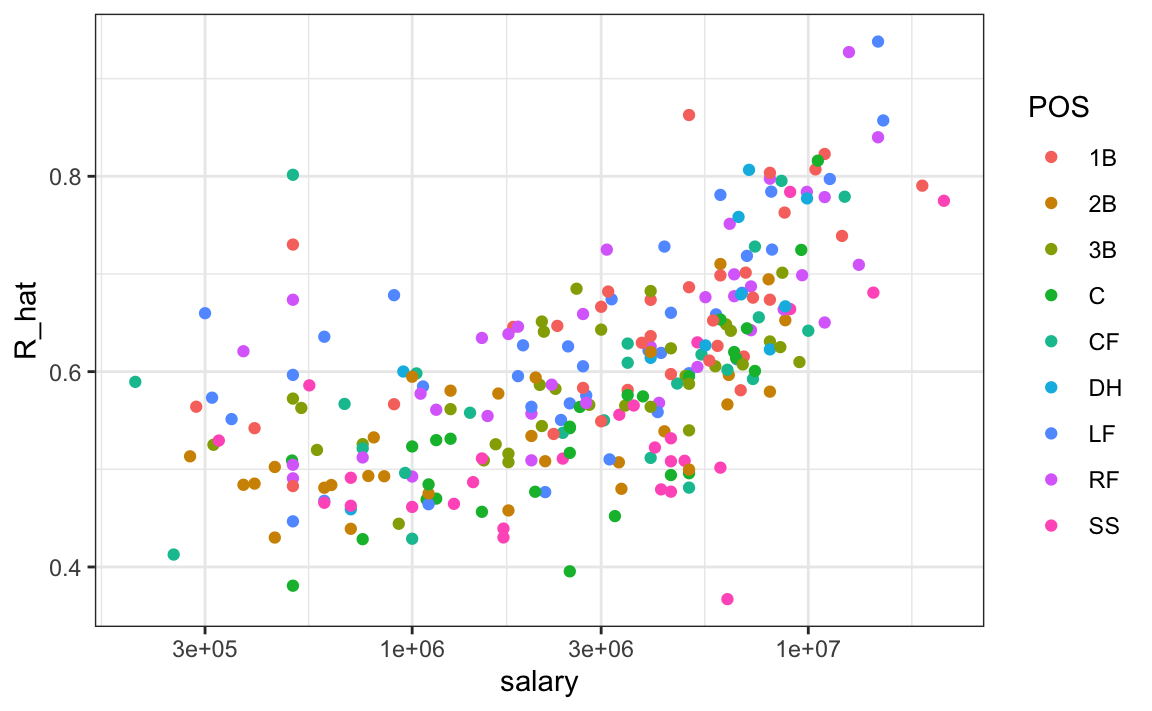 R_hat
0.8
0.6
0.4
3e+05
1e+06
3e+06
1e+07
salary
POS
1B
2B
3B
C
CF
DH
LF
RF
SS